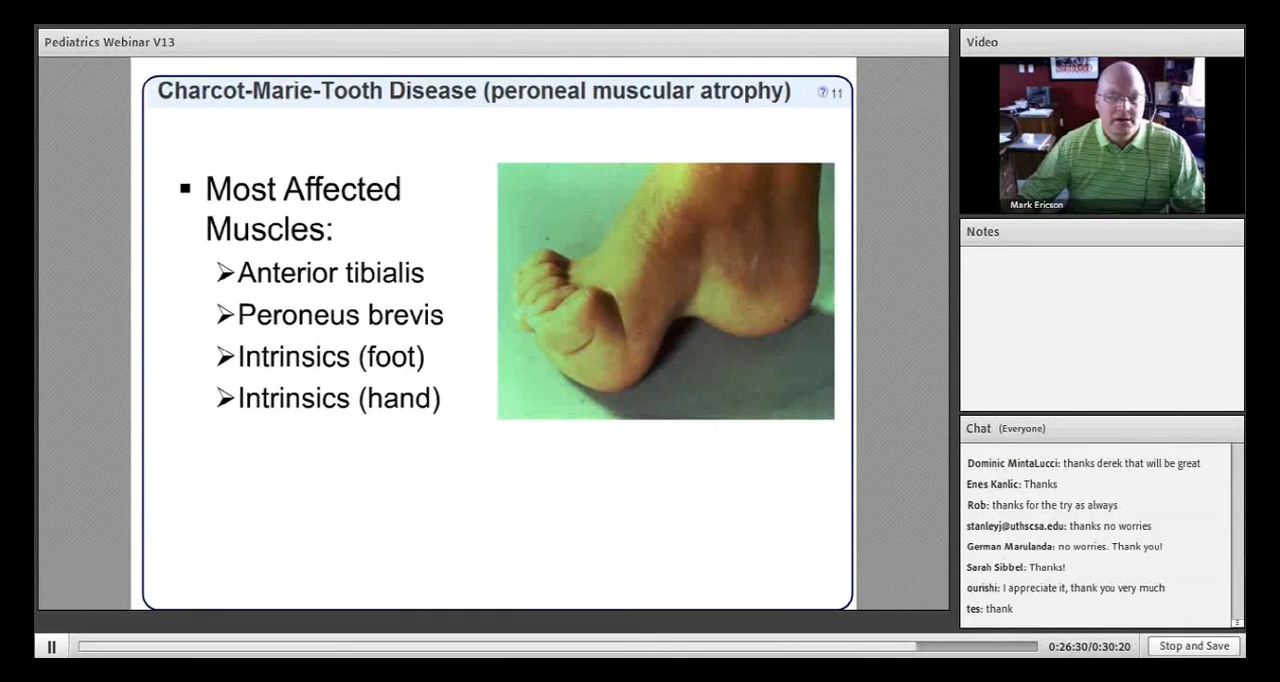 Pediatrics Webinar V13
Charcot-Marie-Tooth Disease (peroneal muscular atrophy)
11
Most Affected
Muscles:
Anterior tibialis
Peroneus brevis
Intrinsics (foot)
Intrinsics (hand)
Video
Mark Ericson
Notes
Chat (Everyone)
Dominic MintaLucci: thanks derek that will be great
Enes Kanlic: Thanks
Rob: thanks for the try as always
stanleyj@uthscsa.edu: thanks no worries
German Marulanda: no worries. Thank you!
Sarah Sibbel: Thanks!
ourishi: I appreciate it, thank you very much
tes: thank
0:26:30/0:30:20
Stop and Save